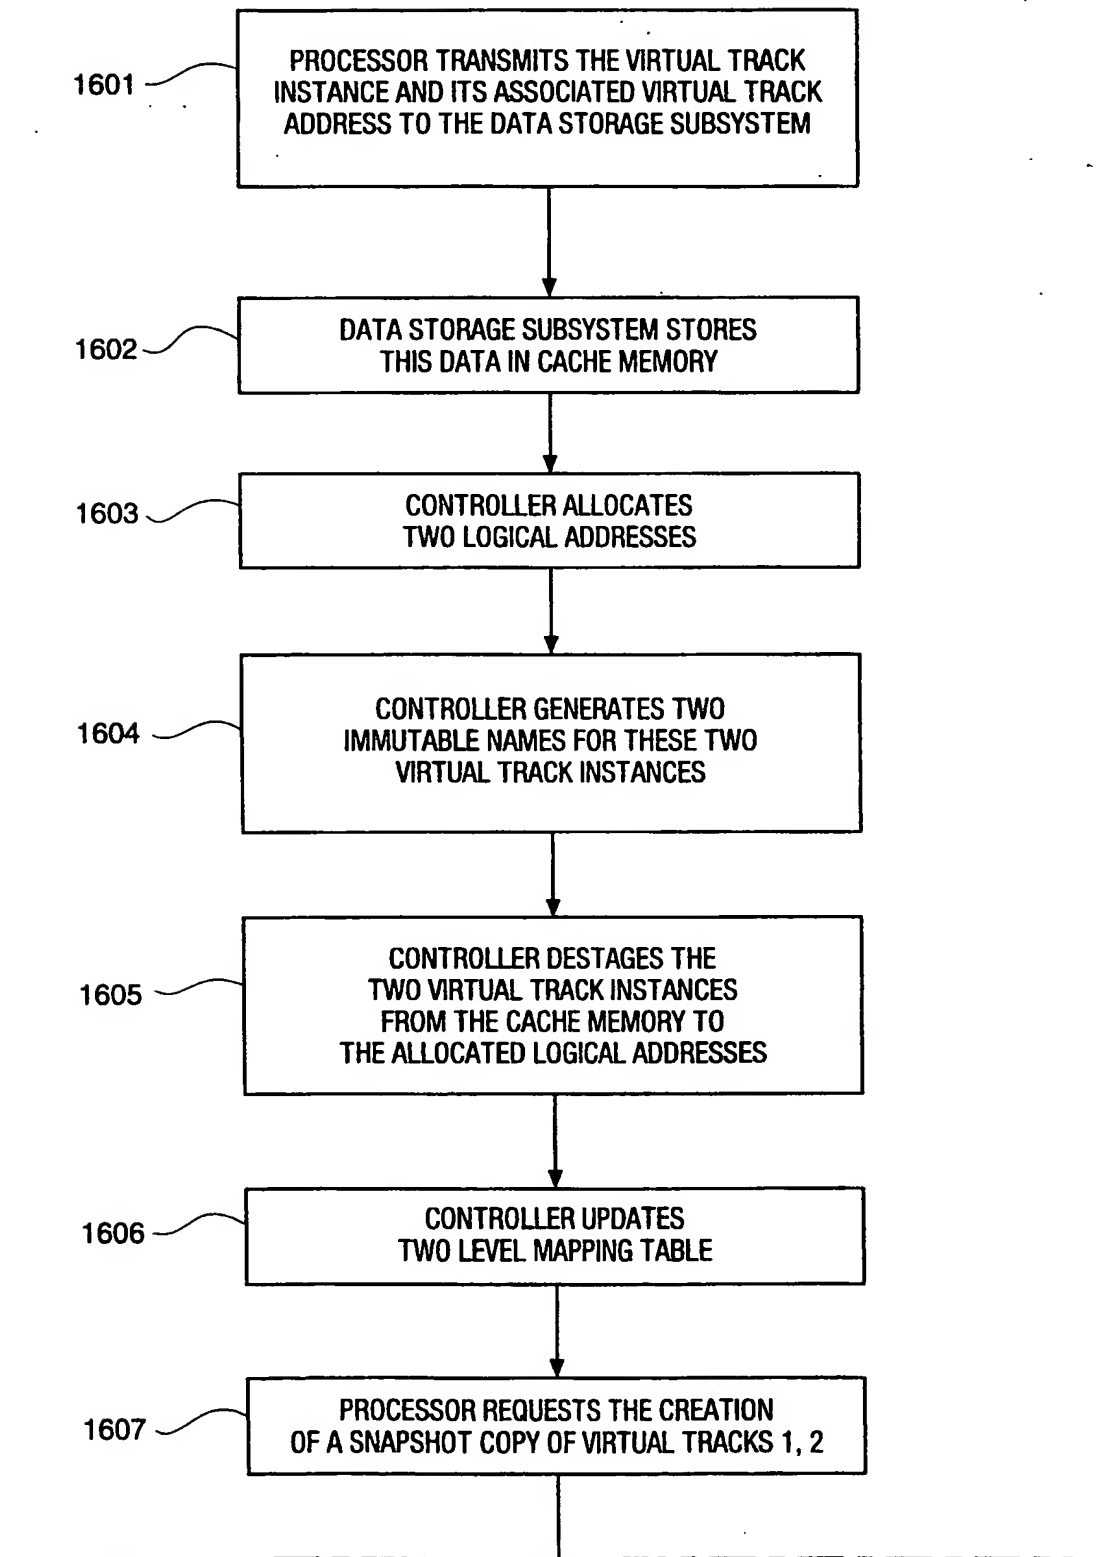 1601
PROCESSOR TRANSMITS THE VIRTUAL TRACK
INSTANCE AND ITS ASSOCIATED VIRTUAL TRACK
ADDRESS TO THE DATA STORAGE SUBSYSTEM
1602
DATA STORAGE SUBSYSTEM STORES
THIS DATA IN CACHE MEMORY
1603
CONTROLLER ALLOCATES
TWO LOGICAL ADDRESSES
1604
CONTROLLER GENERATES TWO
IMMUTABLE NAMES FOR THESE TWO
VIRTUAL TRACK INSTANCES
1605
CONTROLLER DESTAGES THE
TWO VIRTUAL TRACK INSTANCES
FROM THE CACHE MEMORY TO
THE ALLOCATED LOGICAL ADDRESSES
1606
CONTROLLER UPDATES
TWO LEVEL MAPPING TABLE
1607
PROCESSOR REQUESTS THE CREATION
OF A SNAPSHOT COPY OF VIRTUAL TRACKS 1, 2